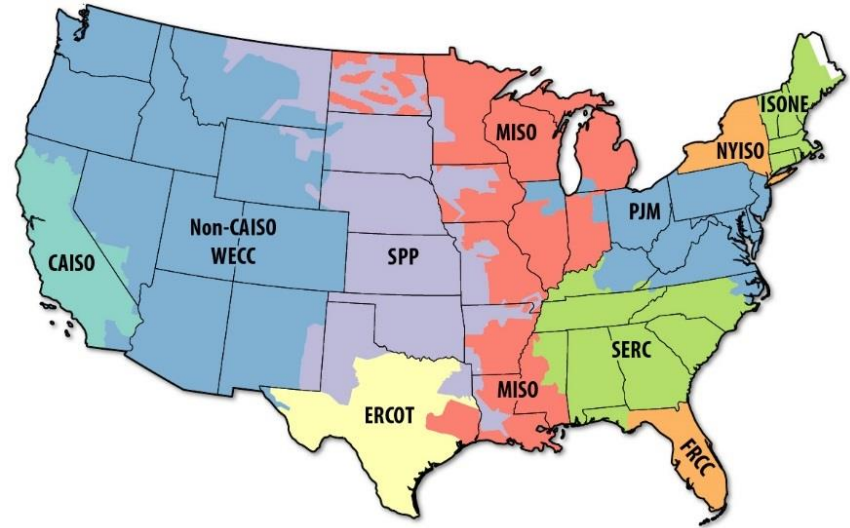 ISONE
MISO
NYISO
PJM
Non-CAISO
WECC
CAISO
SPP
SERC
MISO
ERCOT
FRCC